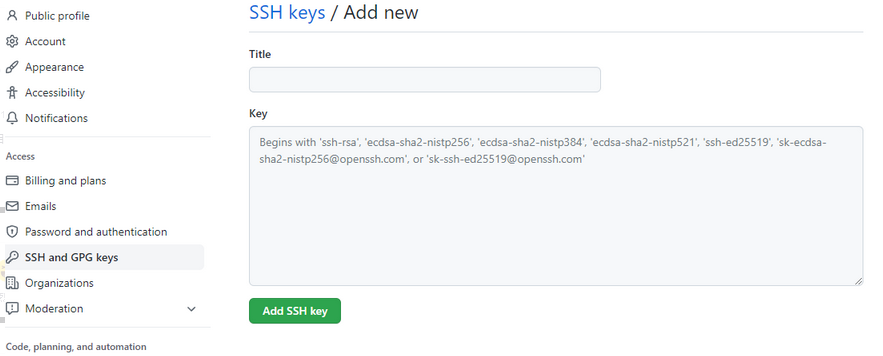 Public profile
Account
Appearance
Accessibility
Notifications
Access
Billing and plans
Emails
Password and authentication
SSH and GPG keys
Organizations
Moderation
Code, planning, and automation
SSH keys / Add new
Title
Key
Begins with 'ssh-rsa', 'ecdsa-sha2-nistp256', 'ecdsa-sha2-nistp384', 'ecdsa-sha2-nistp521', 'ssh-ed25519', 'sk-ecdsa-
sha2-nistp256@openssh.com', or 'sk-ssh-ed25519@openssh.com'
Add SSH key